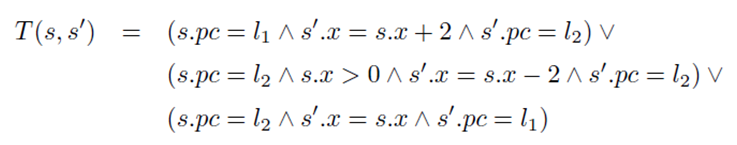 T(s, s′) = (s.pc = l₁ ∧ s′.x = s.x + 2 ∧ s′.pc = l₂) ∨
(s.pc = l₂ ∧ s.x > 0 ∧ s′.x = s.x − 2 ∧ s′.pc = l₂) ∨
(s.pc = l₂ ∧ s′.x = s.x ∧ s′.pc = l₁)